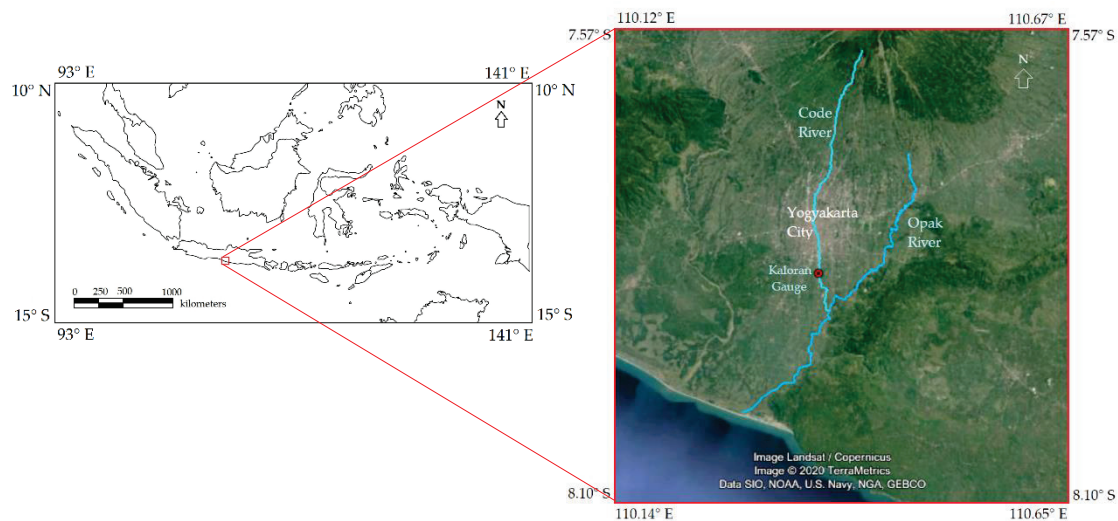 93° E
141° E
10° N
10° N
N
0
250
500
1000
kilometers
15° S
15° S
93° E
141° E
110.12° E
110.67° E
7.57° S
7.57° S
N
Code
River
Yogyakarta
City
Opak
River
Kaloran
Gauge
Image Landsat / Copernicus
Image © 2020 TerraMetrics
Data SIO, NOAA, U.S. Navy, NGA, GEBCO
8.10° S
8.10° S
110.14° E
110.65° E